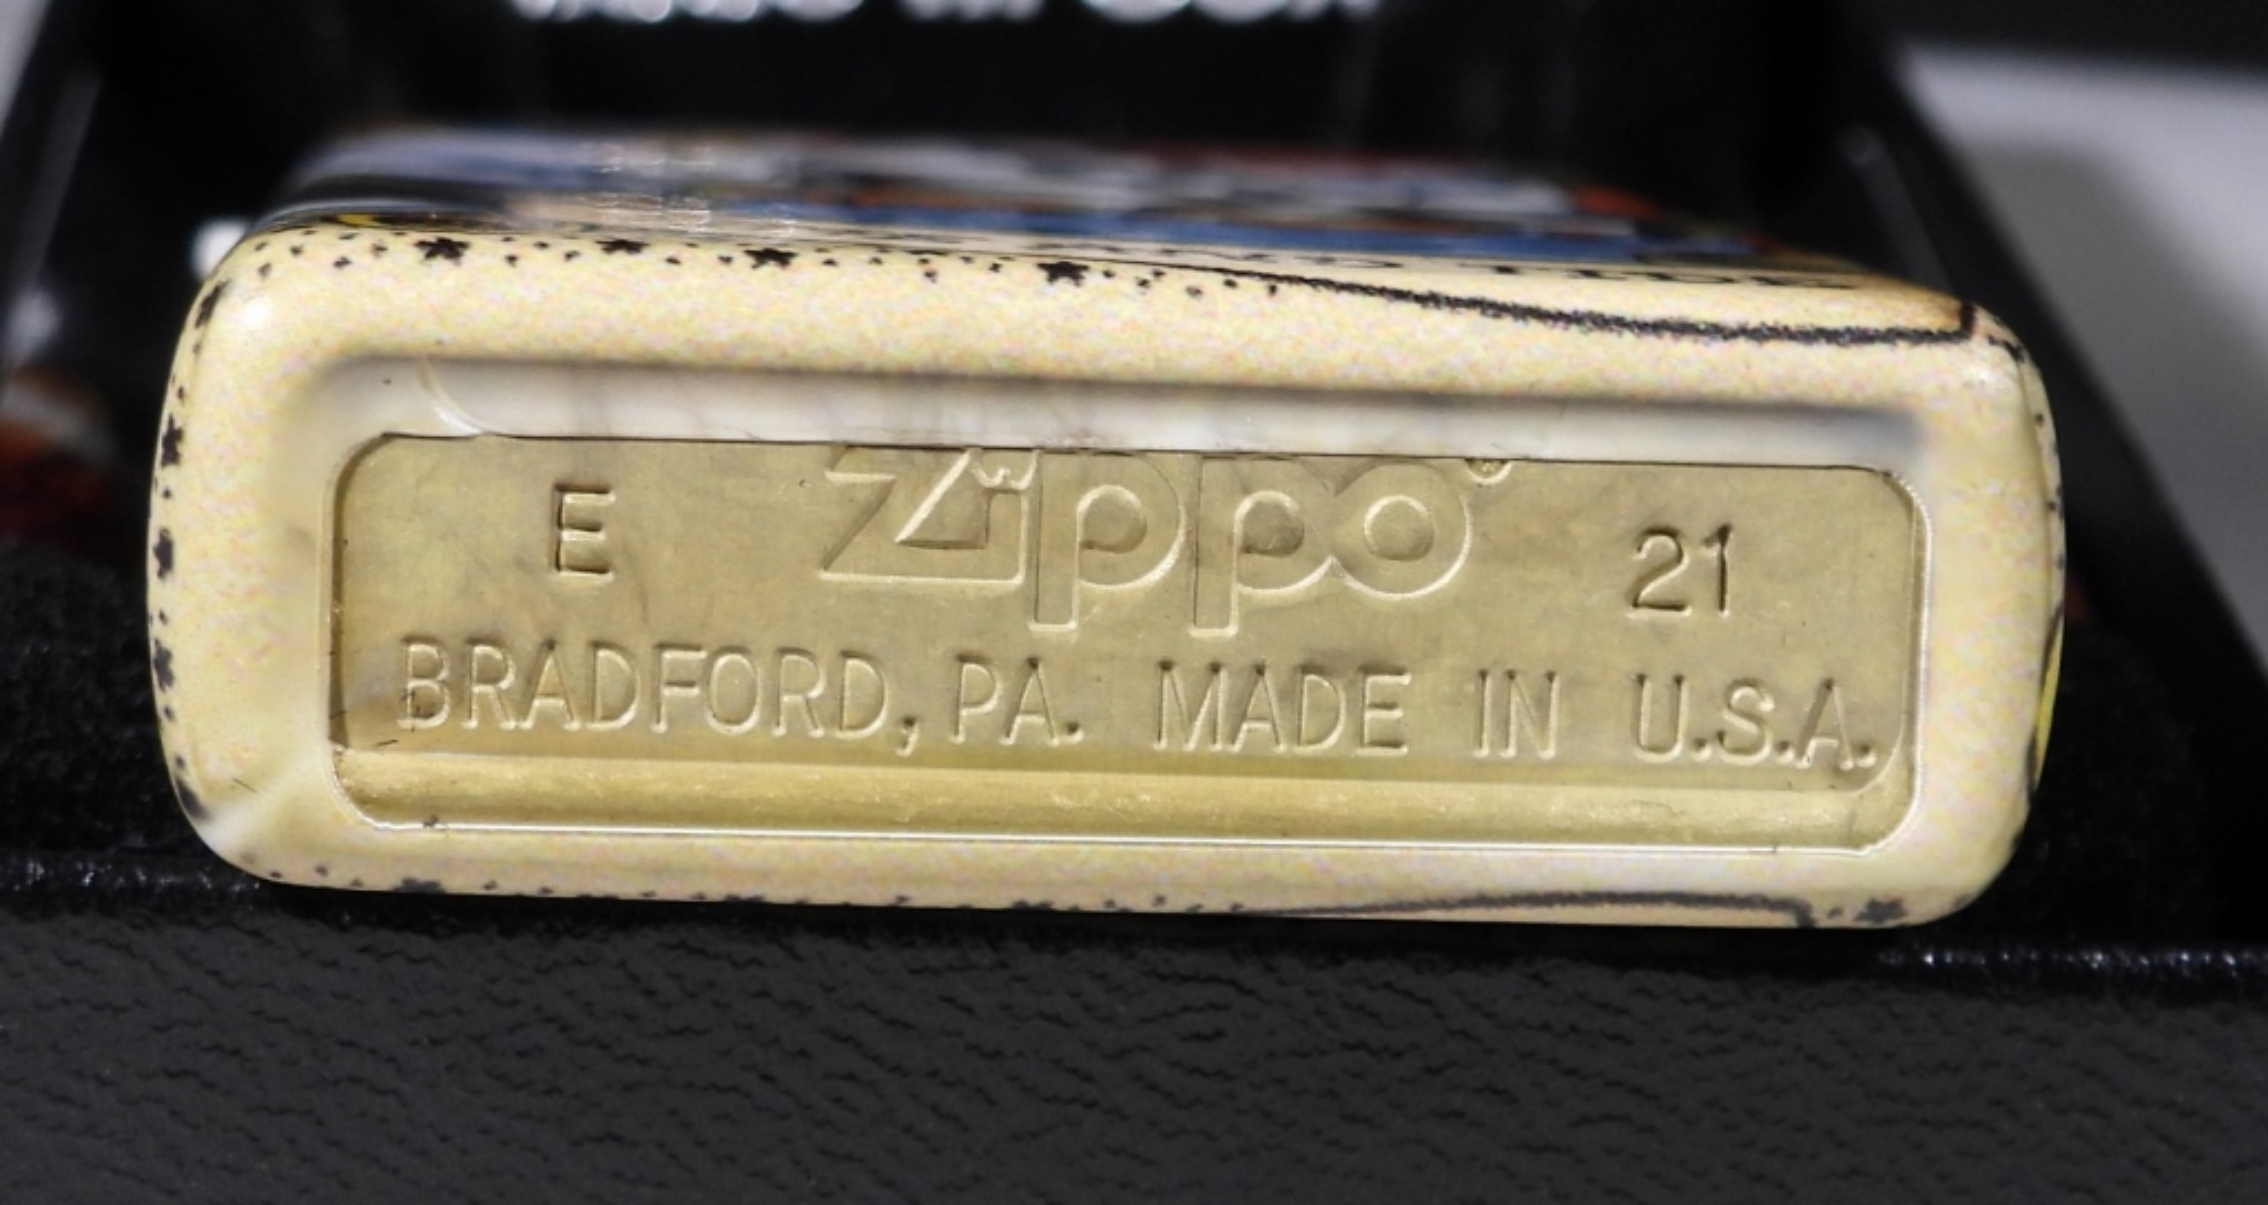 E Zippo 21
BRADFORD, PA. MADE IN U.S.A.